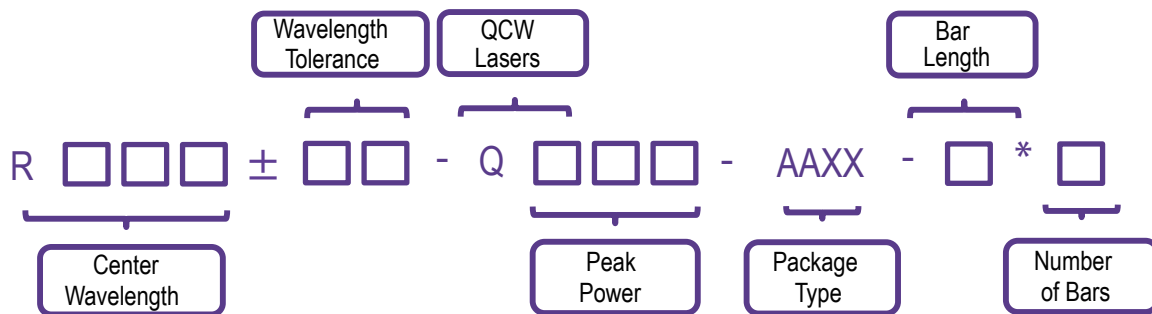 Wavelength
Tolerance
QCW
Lasers
Bar
Length
R □□□ ± □□ - Q □□□ - AAXX - □ * □
Center
Wavelength
Peak
Power
Package
Type
Number
of Bars